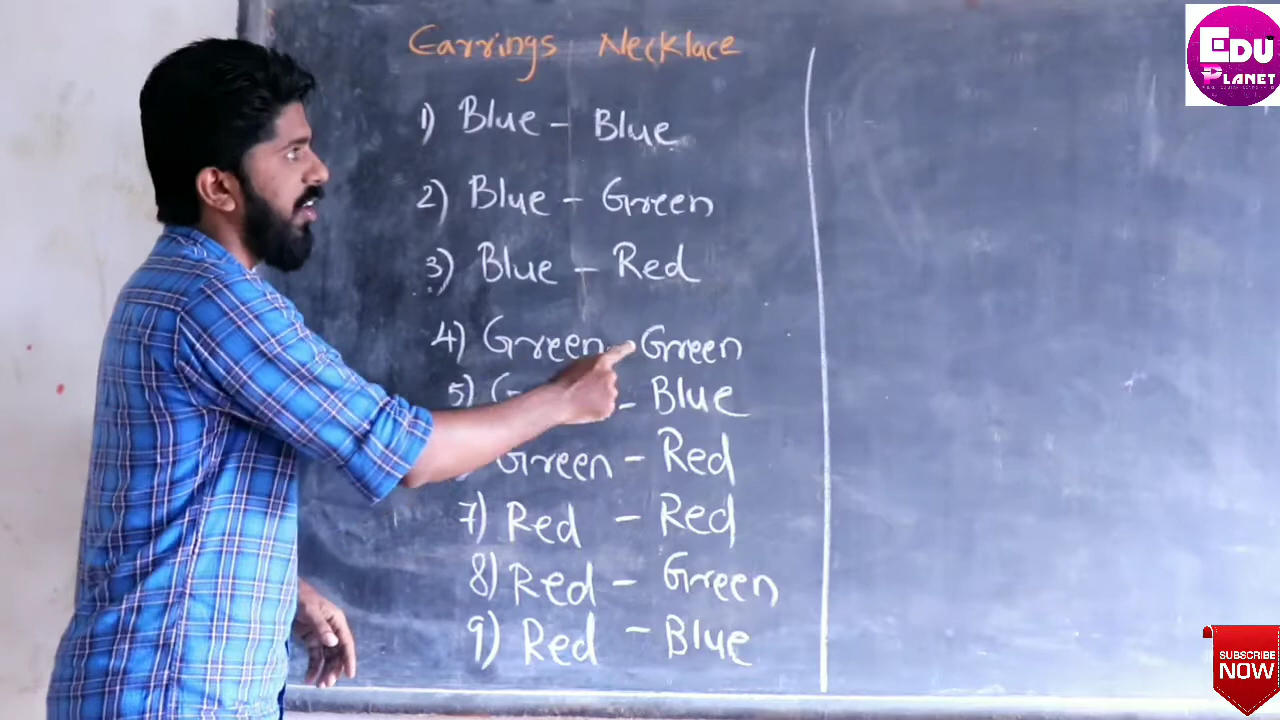 Earrings Necklace
1) Blue - Blue
2) Blue - Green
3) Blue - Red
4) Green - Green
5) - Blue
Green - Red
7) Red - Red
8) Red - Green
9) Red - Blue
EDU
PLANET
SUBSCRIBE
NOW